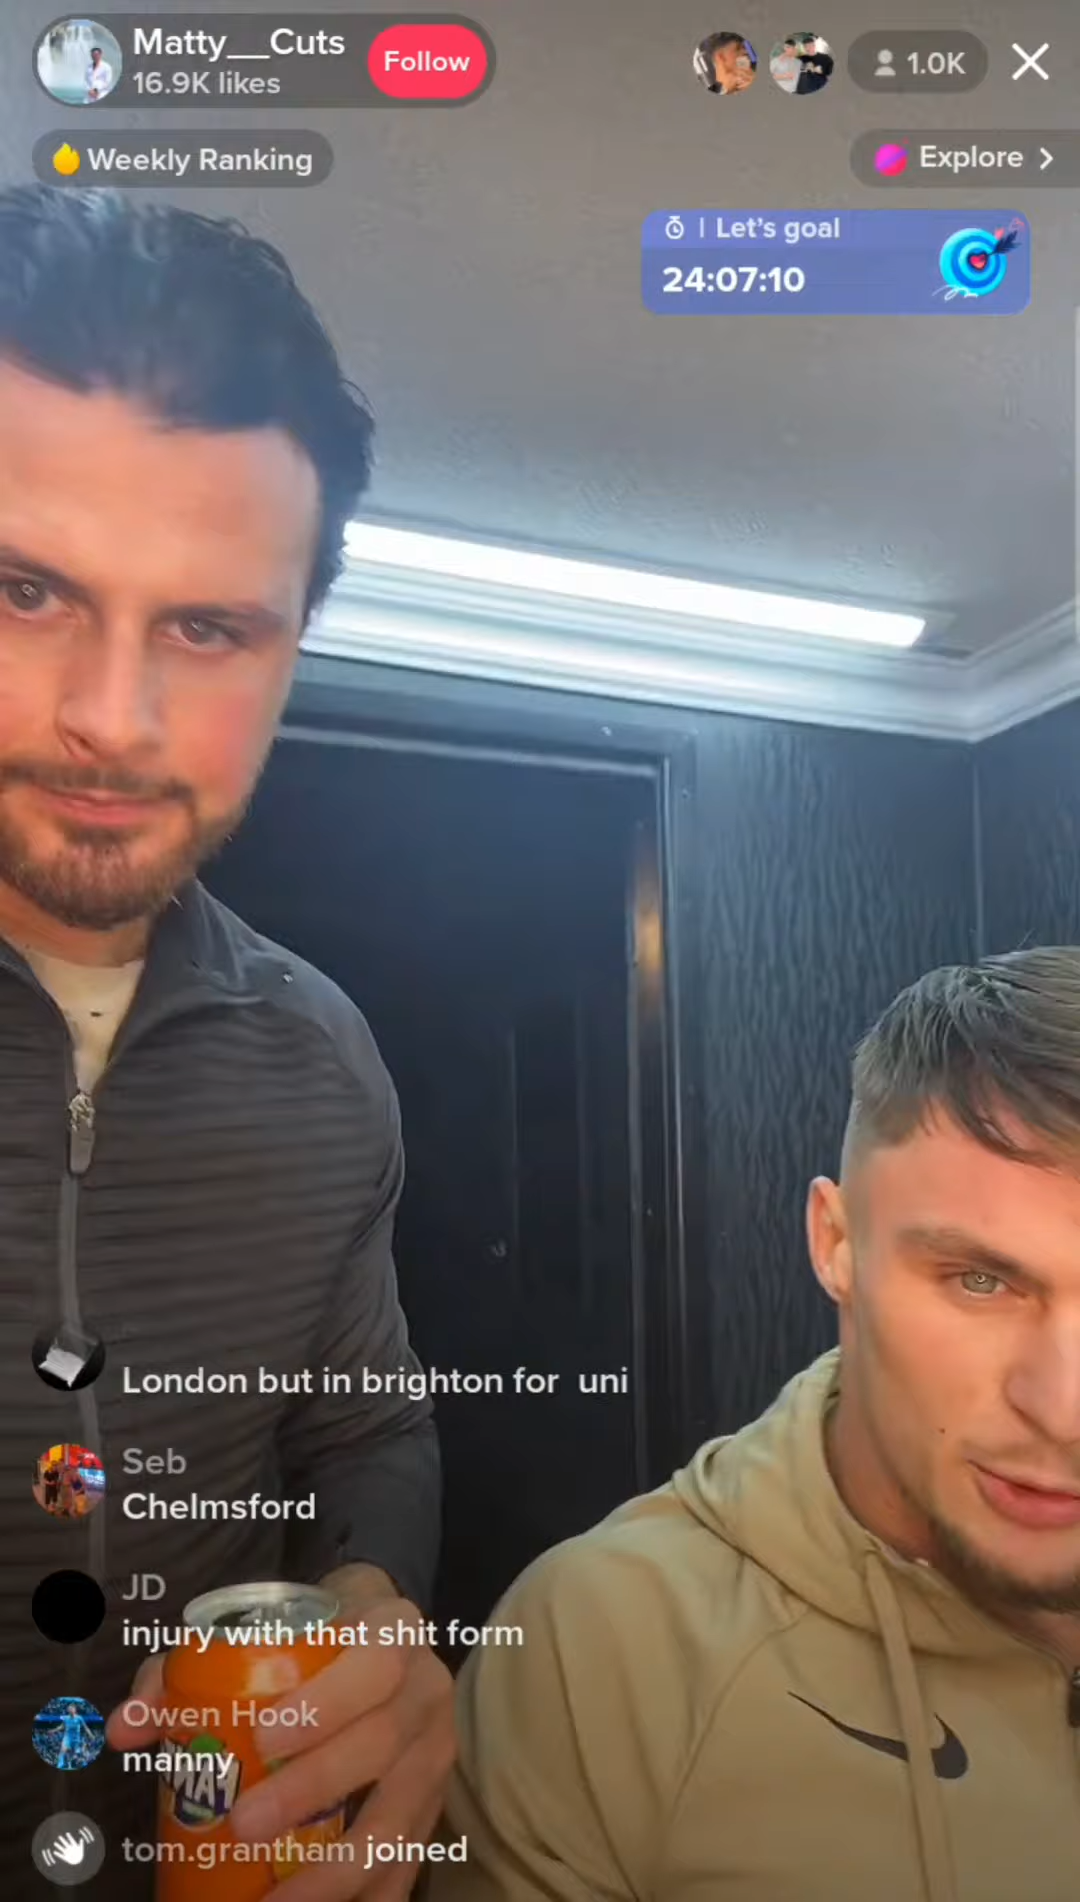 Matty__Cuts
16.9K likes
Follow
1.0K
Weekly Ranking
Explore
Let's goal
24:07:10
London but in brighton for uni
Seb
Chelmsford
JD
injury with that shit form
Owen Hook
manny
FANT
tom.grantham joined